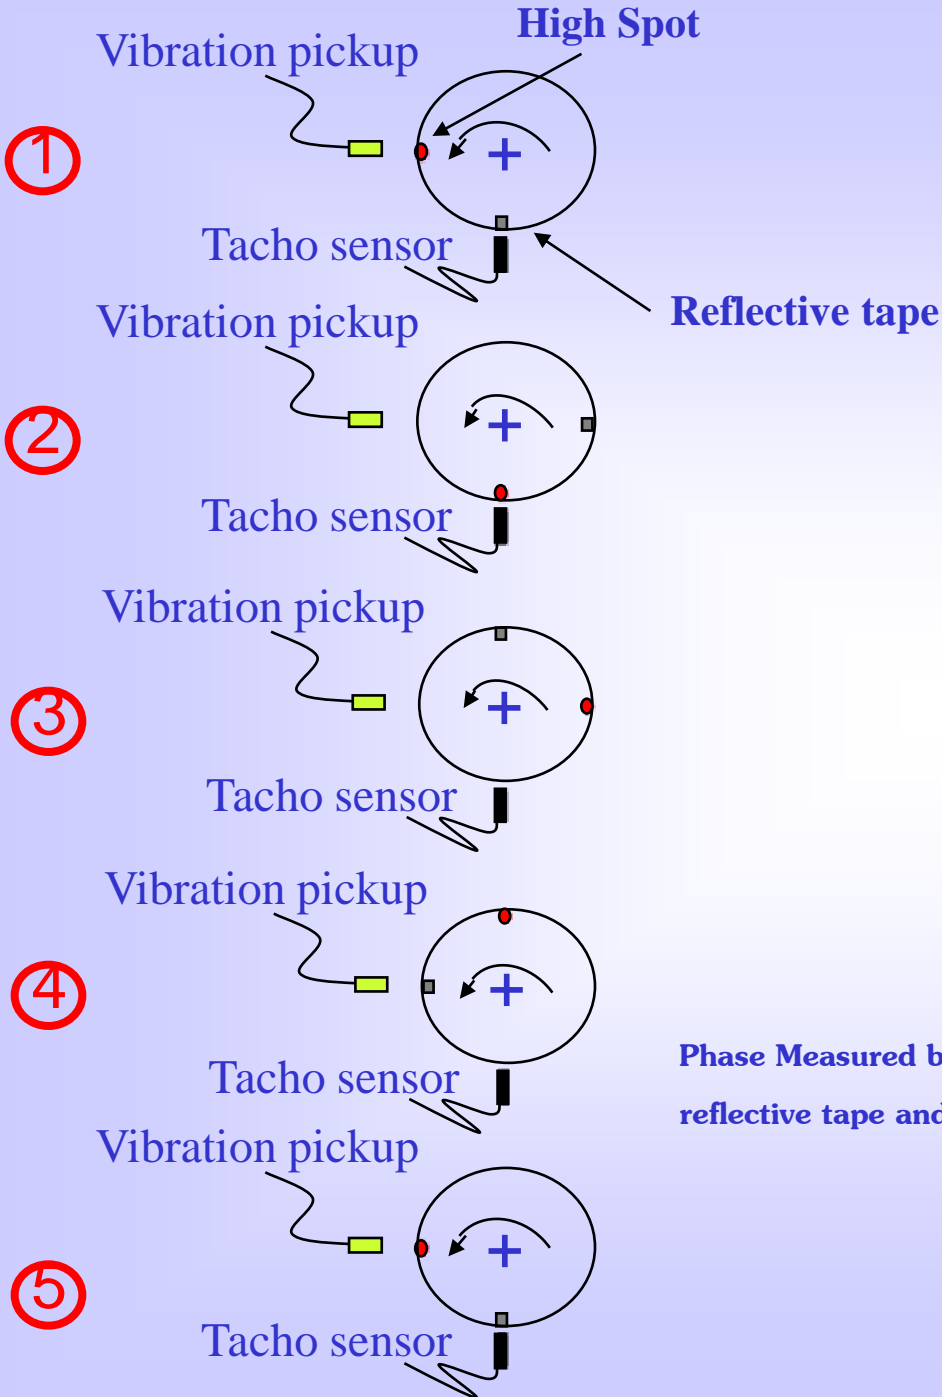 High Spot
Vibration pickup
1
Tacho sensor
Reflective tape
Vibration pickup
2
Tacho sensor
Vibration pickup
3
Tacho sensor
Vibration pickup
4
Tacho sensor
Phase Measured b
reflective tape and
Vibration pickup
5
Tacho sensor